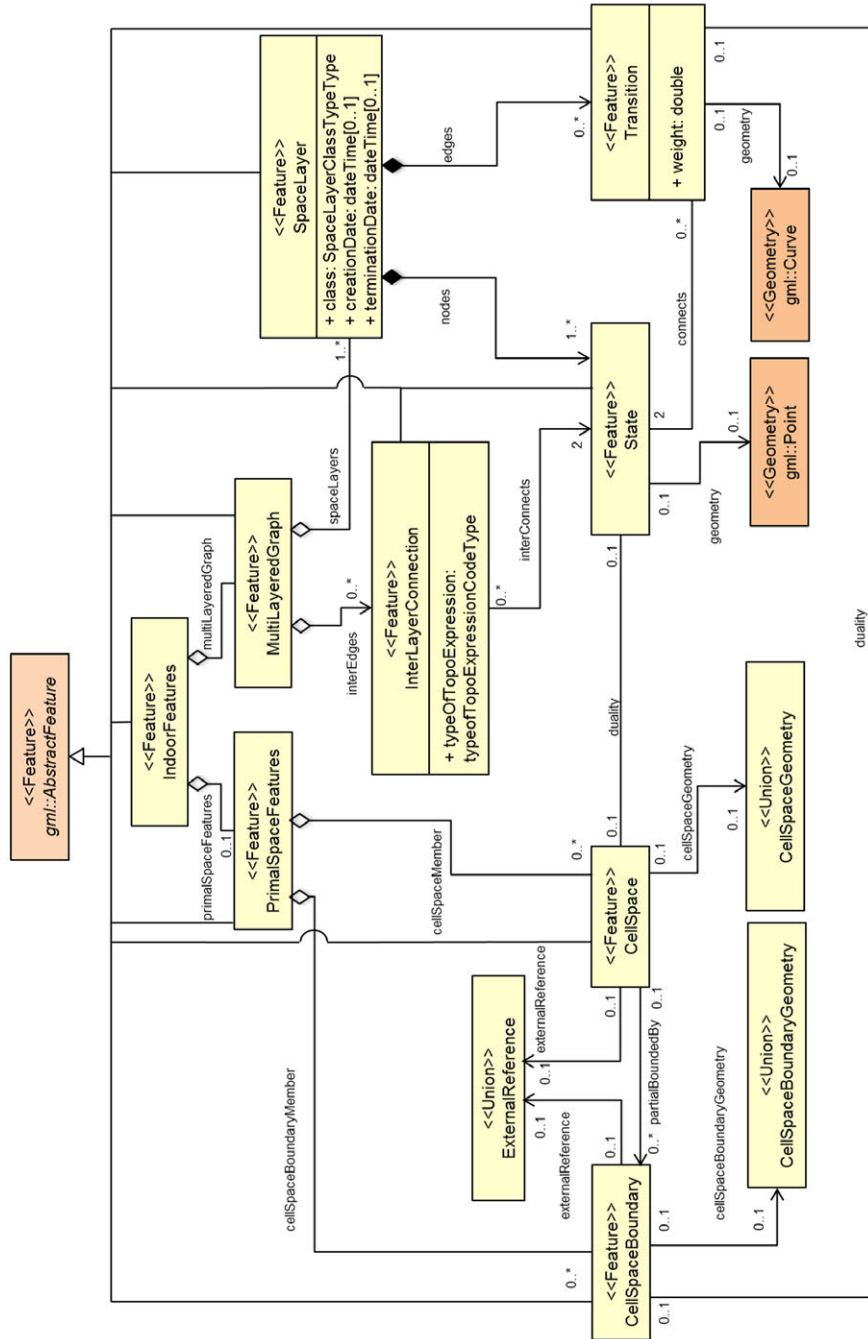 <<Feature>>
gml::AbstractFeature
<<Feature>>
IndoorFeatures
primalSpaceFeatures
0..1
multiLayeredGraph
<<Feature>>
PrimalSpaceFeatures
<<Feature>>
MultiLayeredGraph
<<Feature>>
SpaceLayer
+ class: SpaceLayerClassTypeType
+ creationDate: dateTime[0..1]
+ terminationDate: dateTime[0..1]
cellSpaceBoundaryMember
cellSpaceMember
interEdges
0..*
spaceLayers
1..*
nodes
edges
<<Feature>>
InterLayerConnection
+ typeOfTopoExpression:
typeofTopoExpressionCodeType
<<Union>>
ExternalReference
0..1
0..1
externalReference
externalReference
0..*
interConnects
2
1..*
0..*
0..*
0..*
0..1
0..1
<<Feature>>
CellSpaceBoundary
0..*
partialBoundedBy
0..1
<<Feature>>
CellSpace
0..1
duality
0..1
<<Feature>>
State
2
connects
0..*
<<Feature>>
Transition
+ weight: double
0..1
0..1
cellSpaceBoundaryGeometry
0..1
0..1
cellSpaceGeometry
0..1
0..1
geometry
0..1
0..1
geometry
0..1
0..1
<<Union>>
CellSpaceBoundaryGeometry
<<Union>>
CellSpaceGeometry
<<Geometry>>
gml::Point
<<Geometry>>
gml::Curve
duality